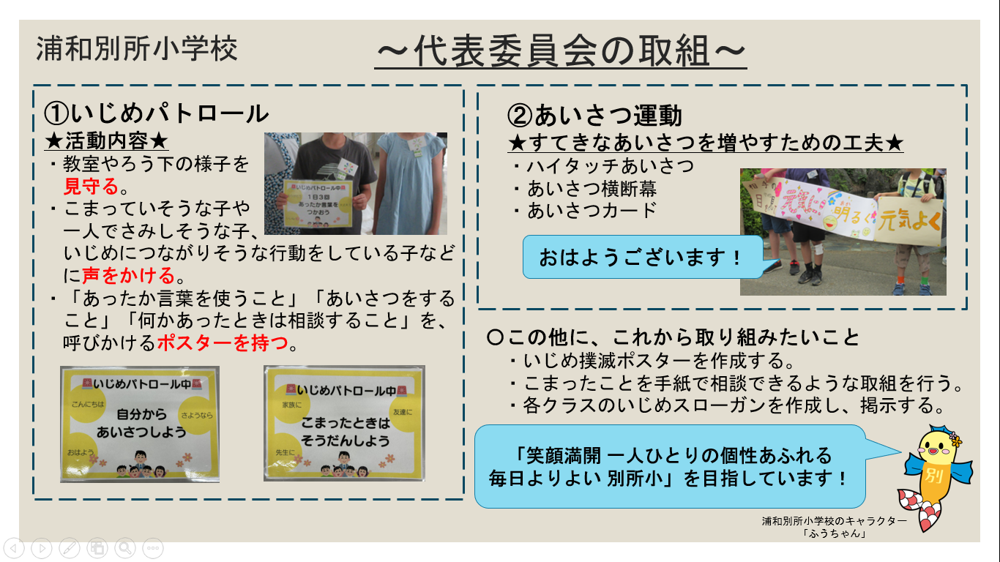 浦和別所小学校
～代表委員会の取組～
①いじめパトロール
★活動内容★
・教室やろう下の様子を
見守る。
・こまっていそうな子や
一人でさみしそうな子、
いじめにつながりそうな行動をしている子など
に声をかける。
・「あったか言葉を使うこと」「あいさつをする
こと」「何かあったときは相談すること」を、
呼びかけるポスターを持つ。
いじめパトロール中
1日3回
あったか言葉を
つかおう
いじめパトロール中
こんにちは
自分から
さようなら
あいさつしよう
おはよう
いじめパトロール中
家族に
友達に
こまったときは
そうだんしよう
先生に
②あいさつ運動
★すてきなあいさつを増やすための工夫★
・ハイタッチあいさつ
・あいさつ横断幕
・あいさつカード
明るく
元気よく
おはようございます！
〇この他に、これから取り組みたいこと
・いじめ撲滅ポスターを作成する。
・こまったことを手紙で相談できるような取組を行う。
・各クラスのいじめスローガンを作成し、掲示する。
「笑顔満開 一人ひとりの個性あふれる
毎日よりよい 別所小」を目指しています！
別
浦和別所小学校のキャラクター
「ふうちゃん」